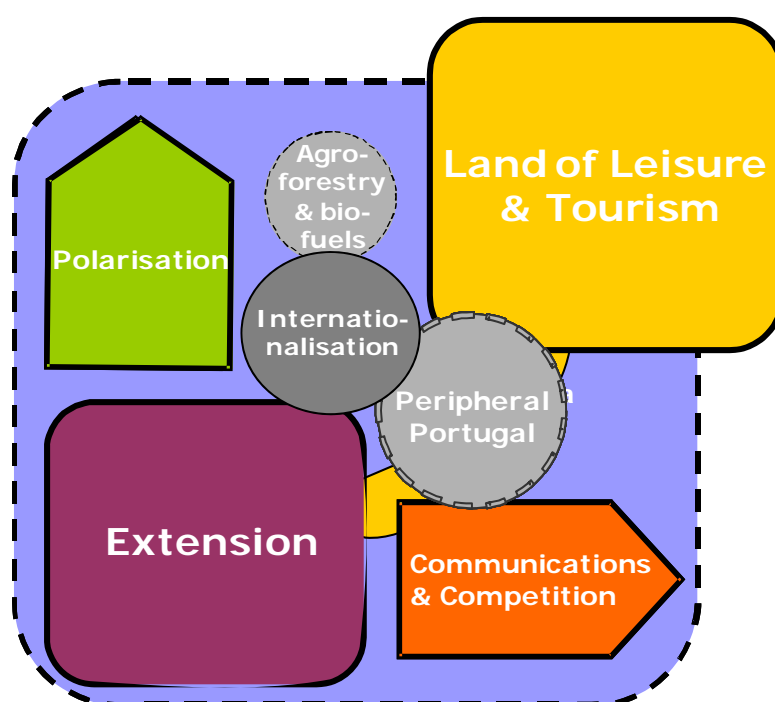 Land of Leisure
& Tourism
Agro-
forestry
& bio-
fuels
Polarisation
Internatio-
nalisation
Peripheral
Portugal
Extension
Communications
& Competition